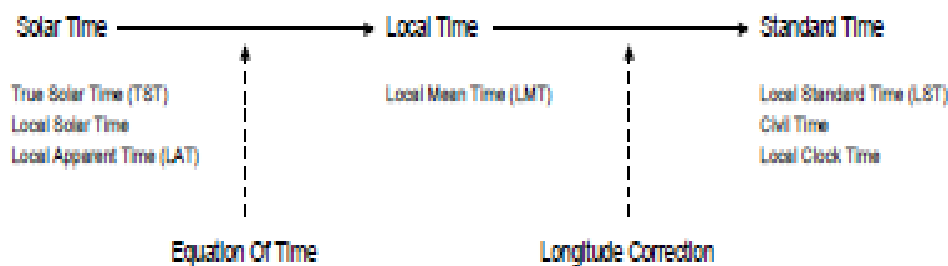 Solar Time
Local Time
Standard Time
True Solar Time (TST)
Local Solar Time
Local Apparent Time (LAT)
Local Mean Time (LMT)
Local Standard Time (LST)
Civil Time
Local Clock Time
Equation Of Time
Longitude Correction